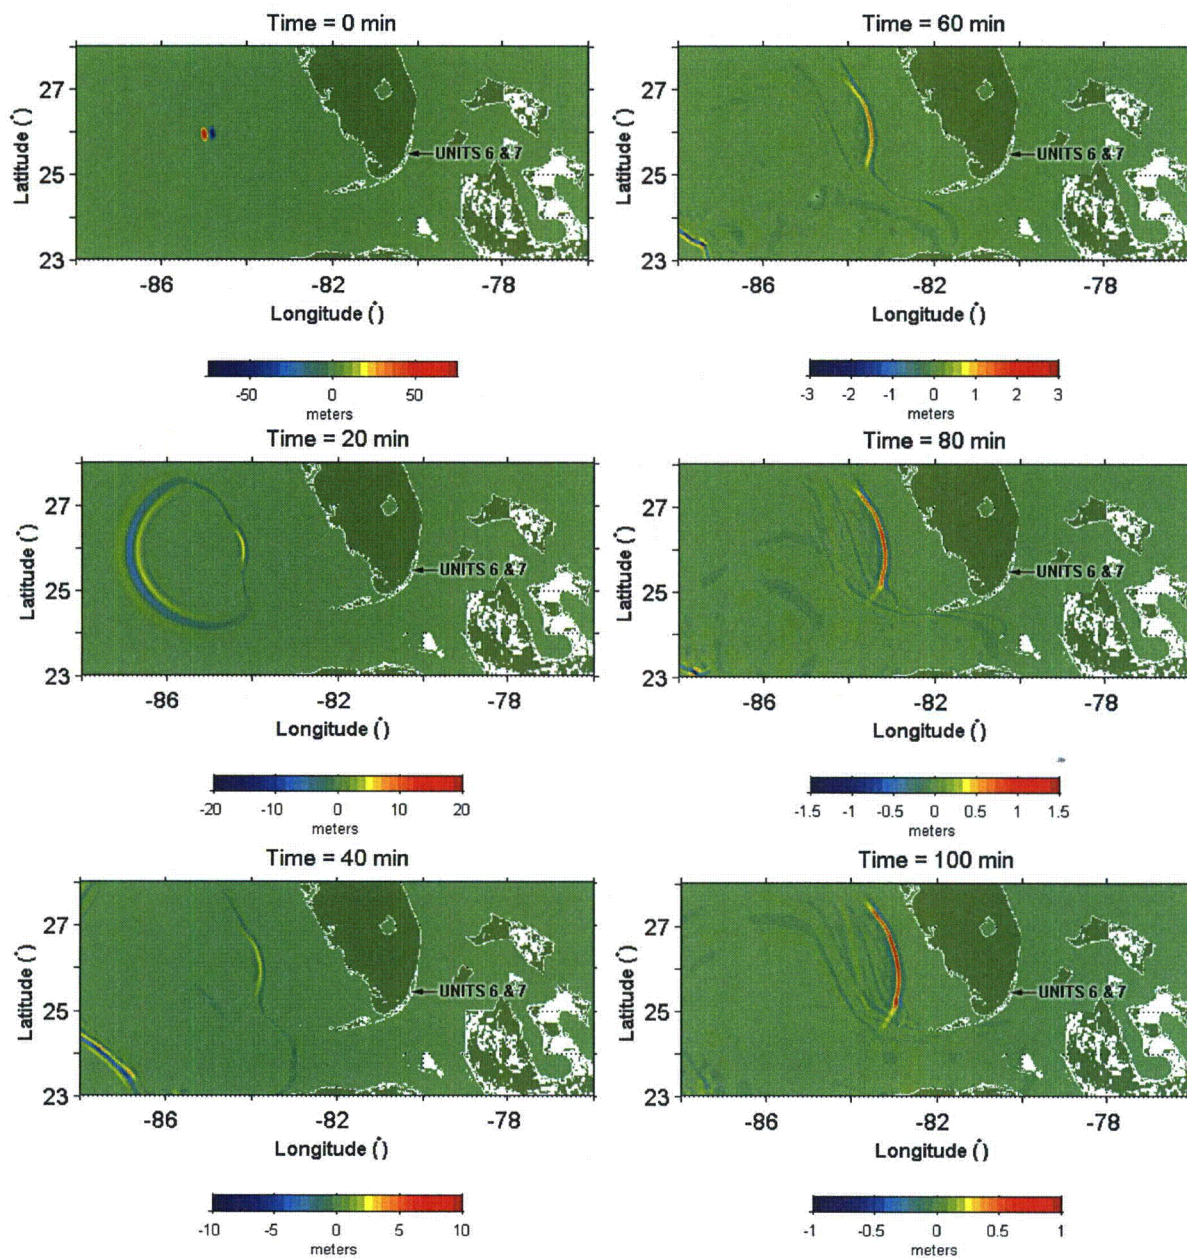 Time = 0 min
27
25
23
Latitude (°)
UNITS 6 & 7
-86
-82
-78
Longitude (°)
-50
0
50
meters
Time = 20 min
27
25
23
Latitude (°)
UNITS 6 & 7
-86
-82
-78
Longitude (°)
-20
-10
0
10
20
meters
Time = 40 min
27
25
23
Latitude (°)
UNITS 6 & 7
-86
-82
-78
Longitude (°)
-10
-5
0
5
10
meters
Time = 60 min
27
25
23
Latitude (°)
UNITS 6 & 7
-86
-82
-78
Longitude (°)
-3
-2
-1
0
1
2
3
meters
Time = 80 min
27
25
23
Latitude (°)
UNITS 6 & 7
-86
-82
-78
Longitude (°)
-1.5
-1
-0.5
0
0.5
1
1.5
meters
Time = 100 min
27
25
23
Latitude (°)
UNITS 6 & 7
-86
-82
-78
Longitude (°)
-1
-0.5
0
0.5
1
meters